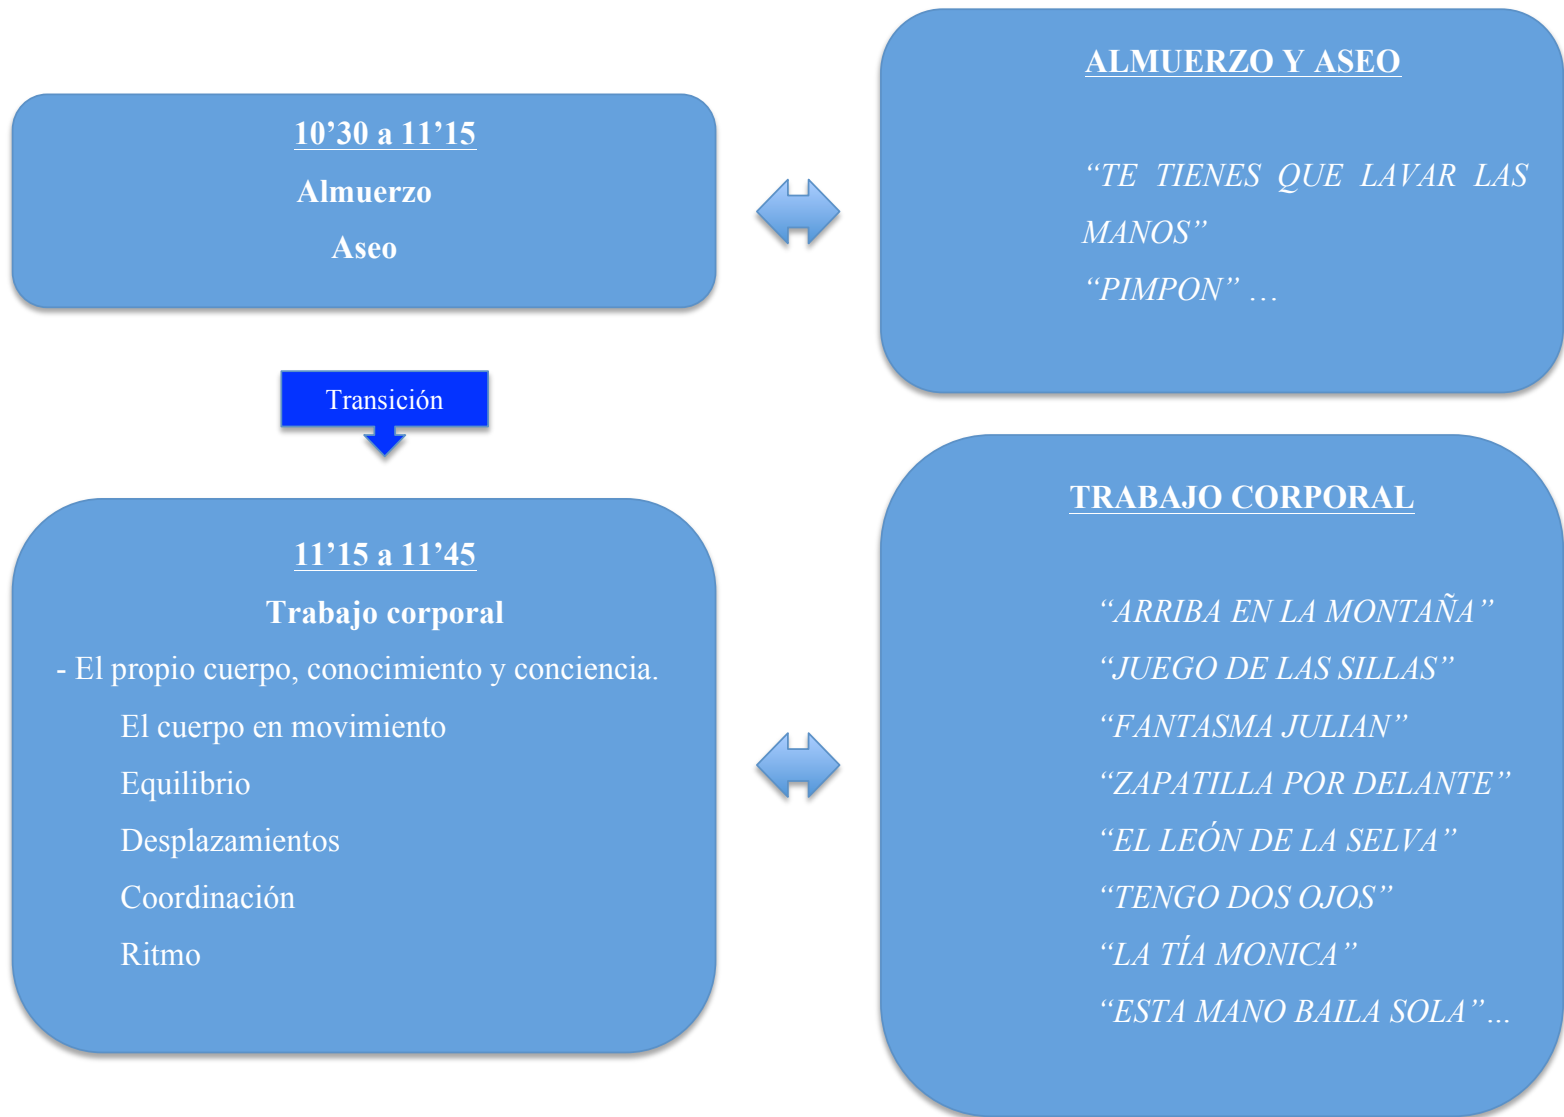 10’30 a 11’15
Almuerzo
Aseo
ALMUERZO Y ASEO
“TE TIENES QUE LAVAR LAS
MANOS”
“PIMPON” …
Transición
11’15 a 11’45
Trabajo corporal
- El propio cuerpo, conocimiento y conciencia.
El cuerpo en movimiento
Equilibrio
Desplazamientos
Coordinación
Ritmo
TRABAJO CORPORAL
“ARRIBA EN LA MONTAÑA”
“JUEGO DE LAS SILLAS”
“FANTASMA JULIAN”
“ZAPATILLA POR DELANTE”
“EL LEÓN DE LA SELVA”
“TENGO DOS OJOS”
“LA TÍA MONICA”
“ESTA MANO BAILA SOLA”…